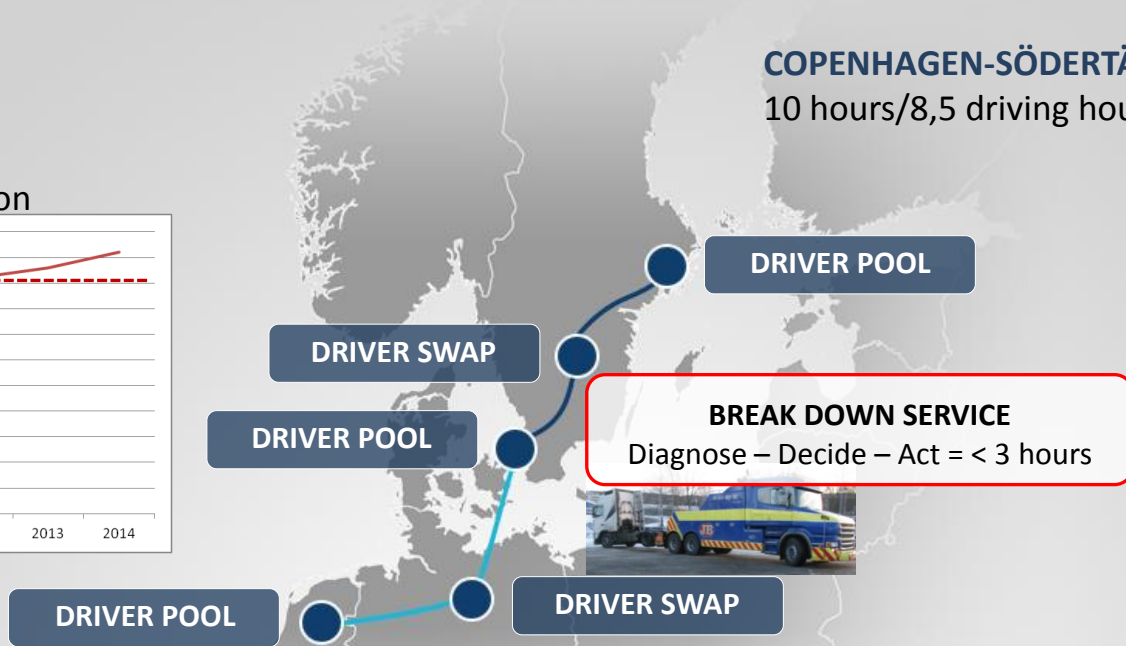 COPENHAGEN-SÖDERTÄ
10 hours/8,5 driving hou
on
2013 2014
DRIVER POOL
DRIVER SWAP
BREAK DOWN SERVICE
Diagnose – Decide – Act = < 3 hours
DRIVER POOL
DRIVER SWAP
DRIVER POOL